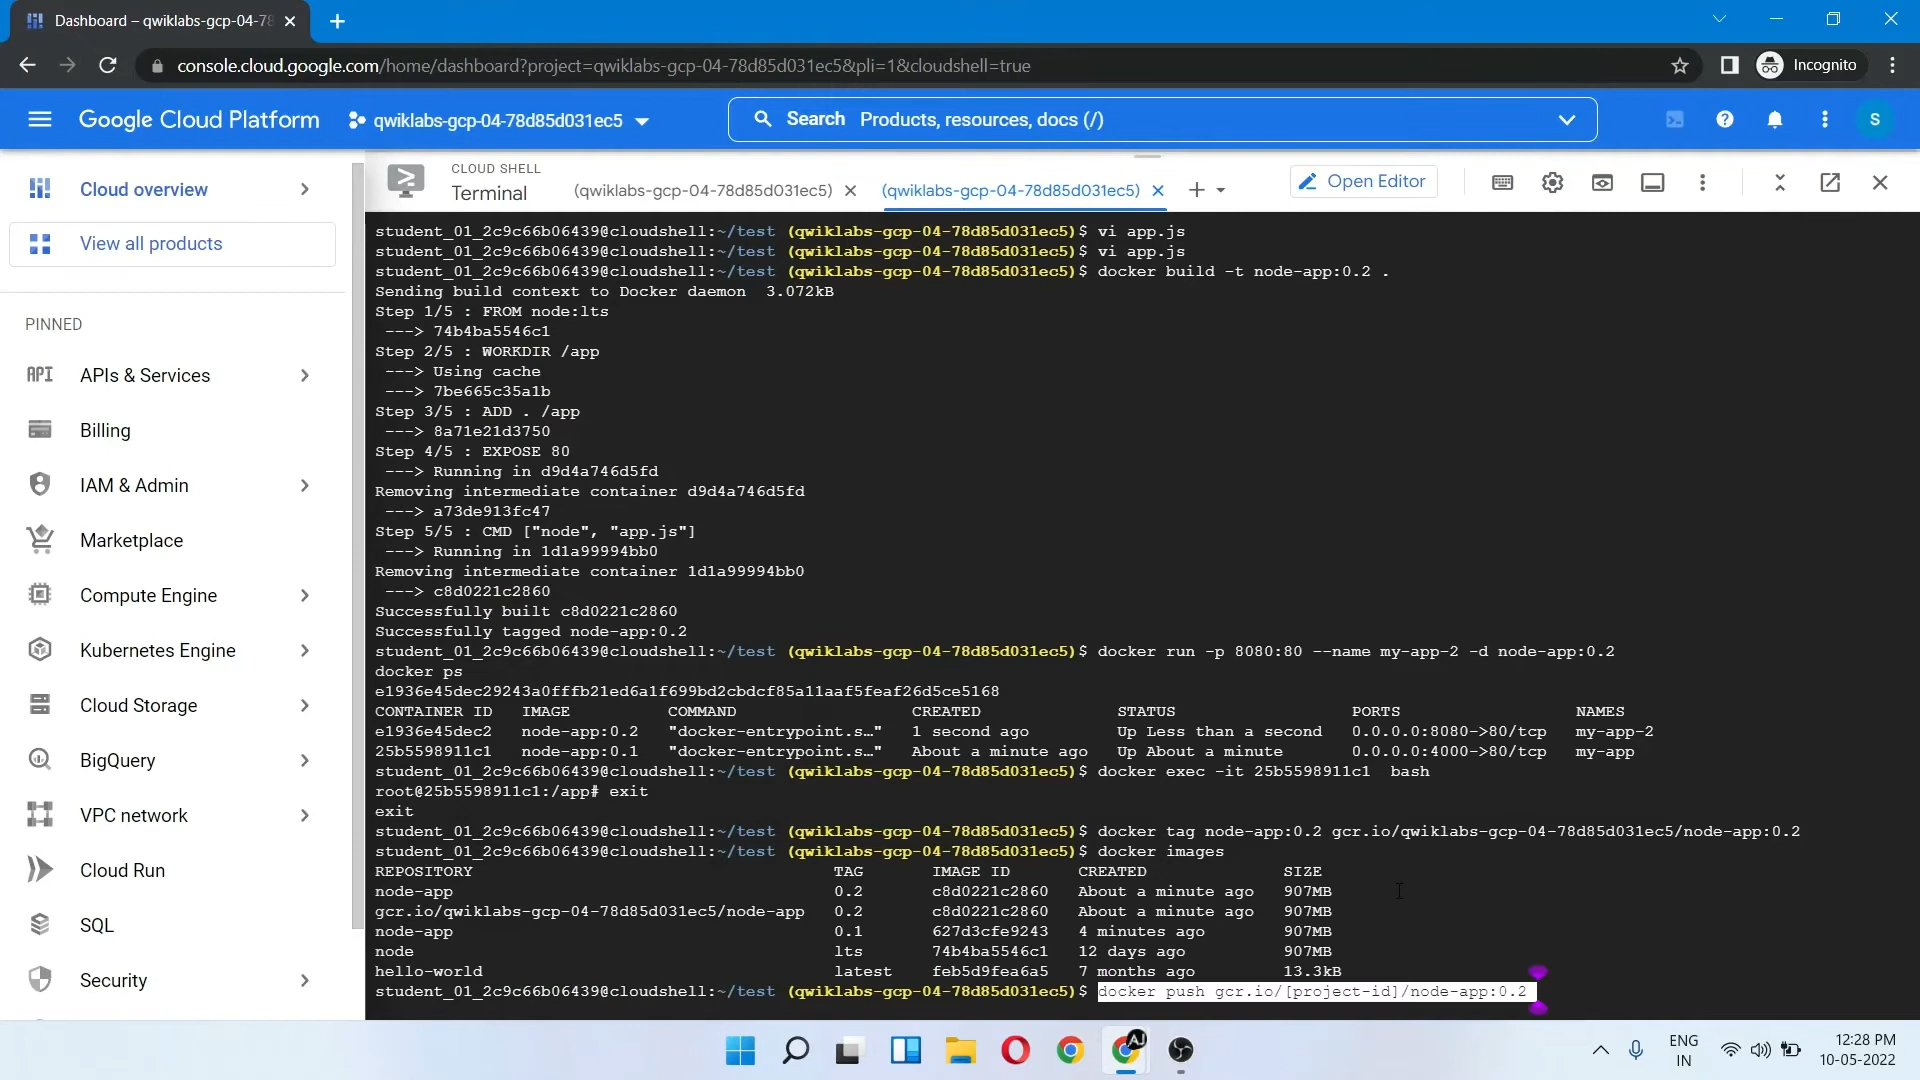 Dashboard – qwiklabs-gcp-04-78
console.cloud.google.com/home/dashboard?project=qwiklabs-gcp-04-78d85d031ec5&pli=1&cloudshell=true
Incognito
Google Cloud Platform
qwiklabs-gcp-04-78d85d031ec5
Search Products, resources, docs (/)
S
Cloud overview
View all products
PINNED
API APIs & Services
Billing
IAM & Admin
Marketplace
Compute Engine
Kubernetes Engine
Cloud Storage
BigQuery
VPC network
Cloud Run
SQL
Security
CLOUD SHELL
Terminal
(qwiklabs-gcp-04-78d85d031ec5)
(qwiklabs-gcp-04-78d85d031ec5)
Open Editor
student_01_2c9c66b06439@cloudshell:~/test (qwiklabs-gcp-04-78d85d031ec5)$ vi app.js
student_01_2c9c66b06439@cloudshell:~/test (qwiklabs-gcp-04-78d85d031ec5)$ vi app.js
student_01_2c9c66b06439@cloudshell:~/test (qwiklabs-gcp-04-78d85d031ec5)$ docker build -t node-app:0.2 .
Sending build context to Docker daemon  3.072kB
Step 1/5 : FROM node:lts
 ---> 74b4ba5546c1
Step 2/5 : WORKDIR /app
 ---> Using cache
 ---> 7be665c35a1b
Step 3/5 : ADD . /app
 ---> 8a71e21d3750
Step 4/5 : EXPOSE 80
 ---> Running in d9d4a746d5fd
Removing intermediate container d9d4a746d5fd
 ---> a73de913fc47
Step 5/5 : CMD ["node", "app.js"]
 ---> Running in 1d1a99994bb0
Removing intermediate container 1d1a99994bb0
 ---> c8d0221c2860
Successfully built c8d0221c2860
Successfully tagged node-app:0.2
student_01_2c9c66b06439@cloudshell:~/test (qwiklabs-gcp-04-78d85d031ec5)$ docker run -p 8080:80 --name my-app-2 -d node-app:0.2
docker ps
e1936e45dec29243a0fffb21ed6a1f699bd2cbdcf85a11aaf5feaf26d5ce5168
CONTAINER ID   IMAGE          COMMAND                  CREATED              STATUS                  PORTS                  NAMES
e1936e45dec2   node-app:0.2   "docker-entrypoint.s…"   1 second ago         Up Less than a second   0.0.0.0:8080->80/tcp   my-app-2
25b5598911c1   node-app:0.1   "docker-entrypoint.s…"   About a minute ago   Up About a minute       0.0.0.0:4000->80/tcp   my-app
student_01_2c9c66b06439@cloudshell:~/test (qwiklabs-gcp-04-78d85d031ec5)$ docker exec -it 25b5598911c1  bash
root@25b5598911c1:/app# exit
exit
student_01_2c9c66b06439@cloudshell:~/test (qwiklabs-gcp-04-78d85d031ec5)$ docker tag node-app:0.2 gcr.io/qwiklabs-gcp-04-78d85d031ec5/node-app:0.2
student_01_2c9c66b06439@cloudshell:~/test (qwiklabs-gcp-04-78d85d031ec5)$ docker images
REPOSITORY                                     TAG       IMAGE ID       CREATED              SIZE
node-app                                       0.2       c8d0221c2860   About a minute ago   907MB
gcr.io/qwiklabs-gcp-04-78d85d031ec5/node-app   0.2       c8d0221c2860   About a minute ago   907MB
node-app                                       0.1       627d3cfe9243   4 minutes ago        907MB
node                                           lts       74b4ba5546c1   12 days ago          907MB
hello-world                                    latest    feb5d9fea6a5   7 months ago         13.3kB
student_01_2c9c66b06439@cloudshell:~/test (qwiklabs-gcp-04-78d85d031ec5)$ docker push gcr.io/[project-id]/node-app:0.2
AJ
ENG
IN
12:28 PM
10-05-2022